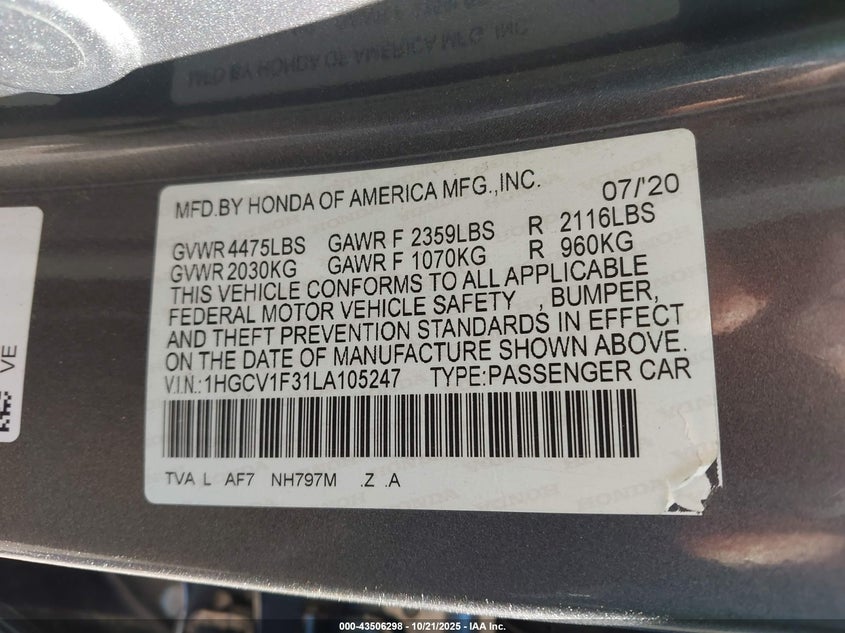 MFD.BY HONDA OF AMERICA MFG.,INC. 07/'20
GVWR 4475LBS GAWR F 2359LBS R 2116LBS
GVWR 2030KG GAWR F 1070KG R 960KG
THIS VEHICLE CONFORMS TO ALL APPLICABLE
FEDERAL MOTOR VEHICLE SAFETY , BUMPER,
AND THEFT PREVENTION STANDARDS IN EFFECT
ON THE DATE OF MANUFACTURE SHOWN ABOVE.
VIN:1HGCV1F31LA105247 TYPE:PASSENGER CAR
TVA L AF7 NH797M .Z .A
VE
000-43506298 - 10/21/2025 - IAA Inc.